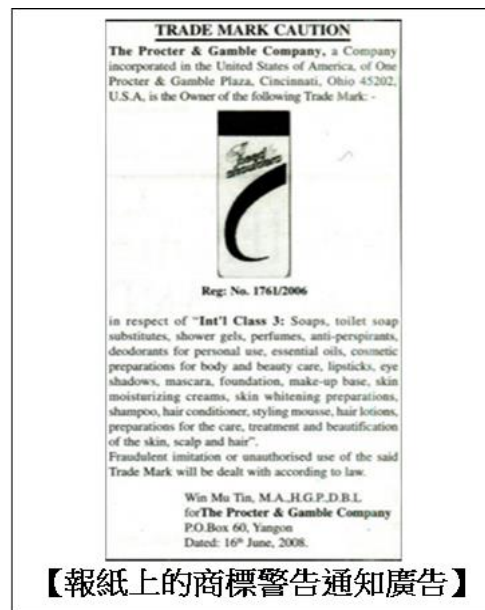 TRADE MARK CAUTION
The Procter & Gamble Company, a Company
incorporated in the United States of America, of One
Procter & Gamble Plaza, Cincinnati, Ohio 45202,
U.S.A, is the Owner of the following Trade Mark: -
head
shoulders
Reg: No. 1761/2006
in respect of "Int'l Class 3: Soaps, toilet soap
substitutes, shower gels, perfumes, anti-perspirants,
deodorants for personal use, essential oils, cosmetic
preparations for body and beauty care, lipsticks, eye
shadows, mascara, foundation, make-up base, skin
moisturizing creams, skin whitening preparations,
shampoo, hair conditioner, styling mousse, hair lotions,
preparations for the care, treatment and beautification
of the skin, scalp and hair".
Fraudulent imitation or unauthorised use of the said
Trade Mark will be dealt with according to law.
Win Mu Tin, M.A.,H.G.P.,D.B.L
forThe Procter & Gamble Company
P.O.Box 60, Yangon
Dated: 16th June, 2008.
【報紙上的商標警告通知廣告】